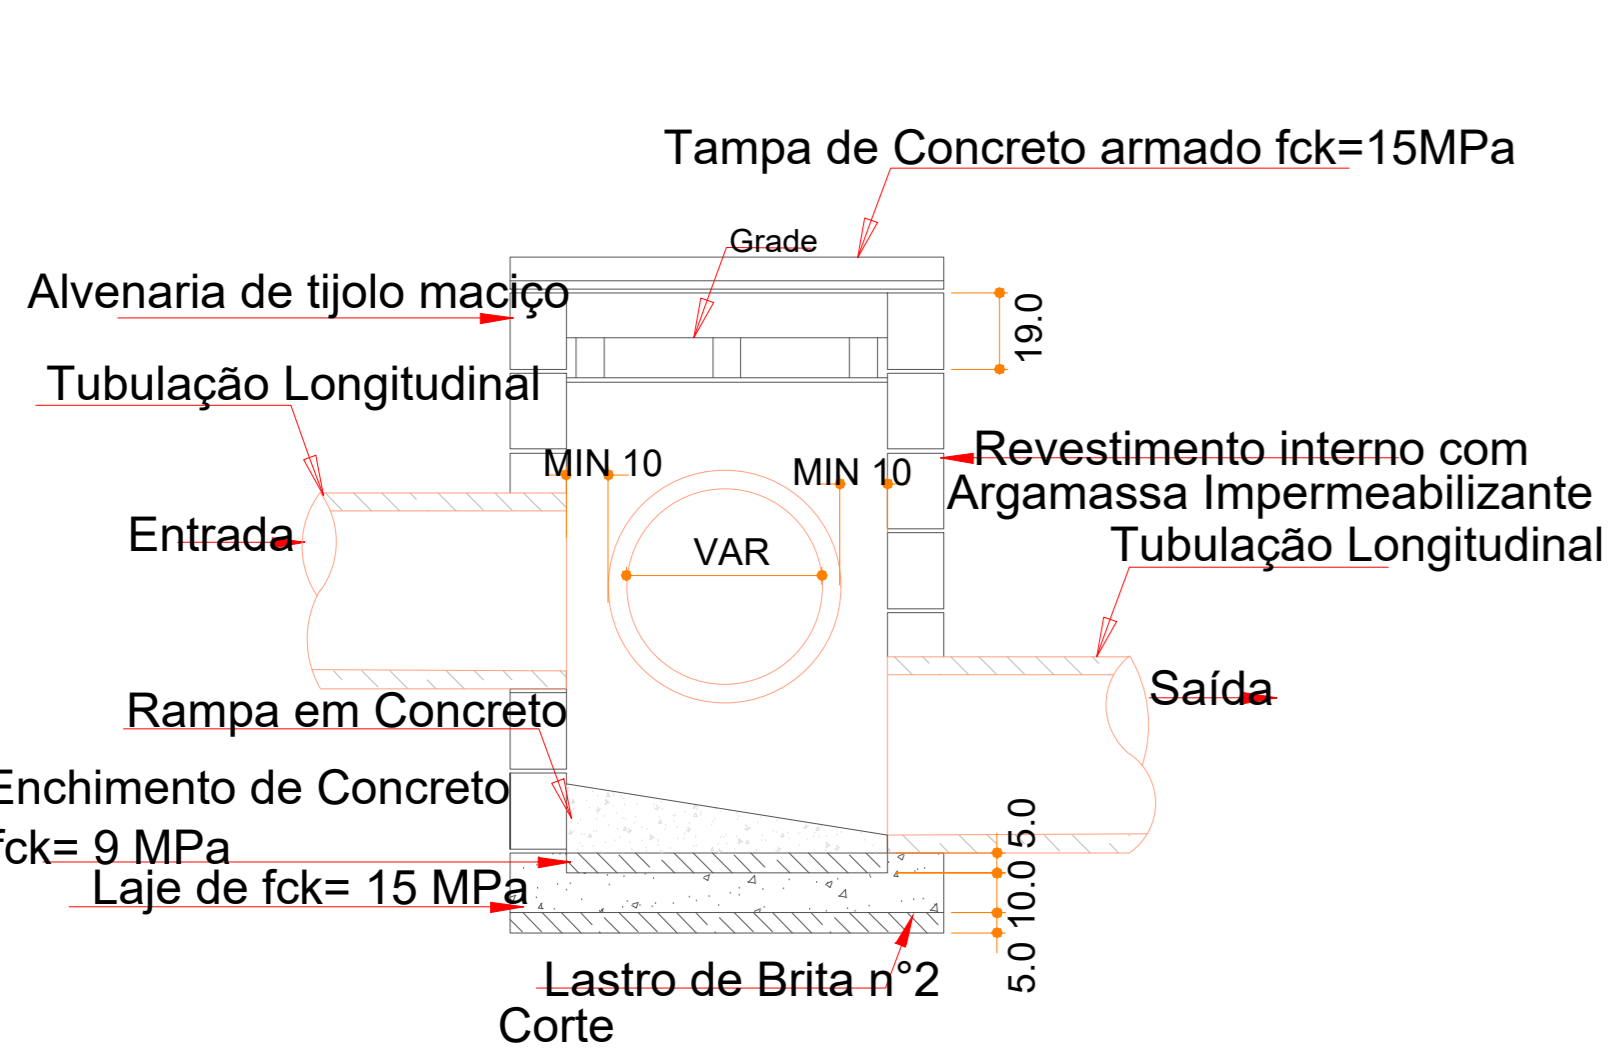 Tampa de Concreto armado fck=15MPa
Grade
Alvenaria de tijolo maciço
19.0
Tubulação Longitudinal
Revestimento interno com
Argamassa Impermeabilizante
MIN 10
MIN 10
Entrada
VAR
Tubulação Longitudinal
Saída
Rampa em Concreto
Enchimento de Concreto
fck= 9 MPa
Laje de fck= 15 MPa
5.0
10.0
5.0
Lastro de Brita n°2
Corte